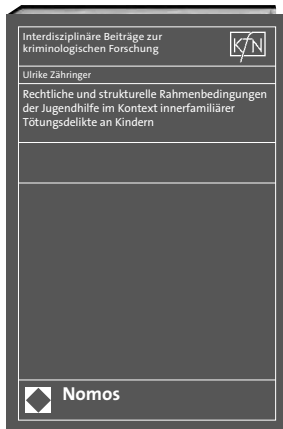 Interdisziplinäre Beiträge zur
kriminologischen Forschung
KfN
Ulrike Zähringer
Rechtliche und strukturelle Rahmenbedingungen
der Jugendhilfe im Kontext innerfamiliärer
Tötungsdelikte an Kindern
Nomos